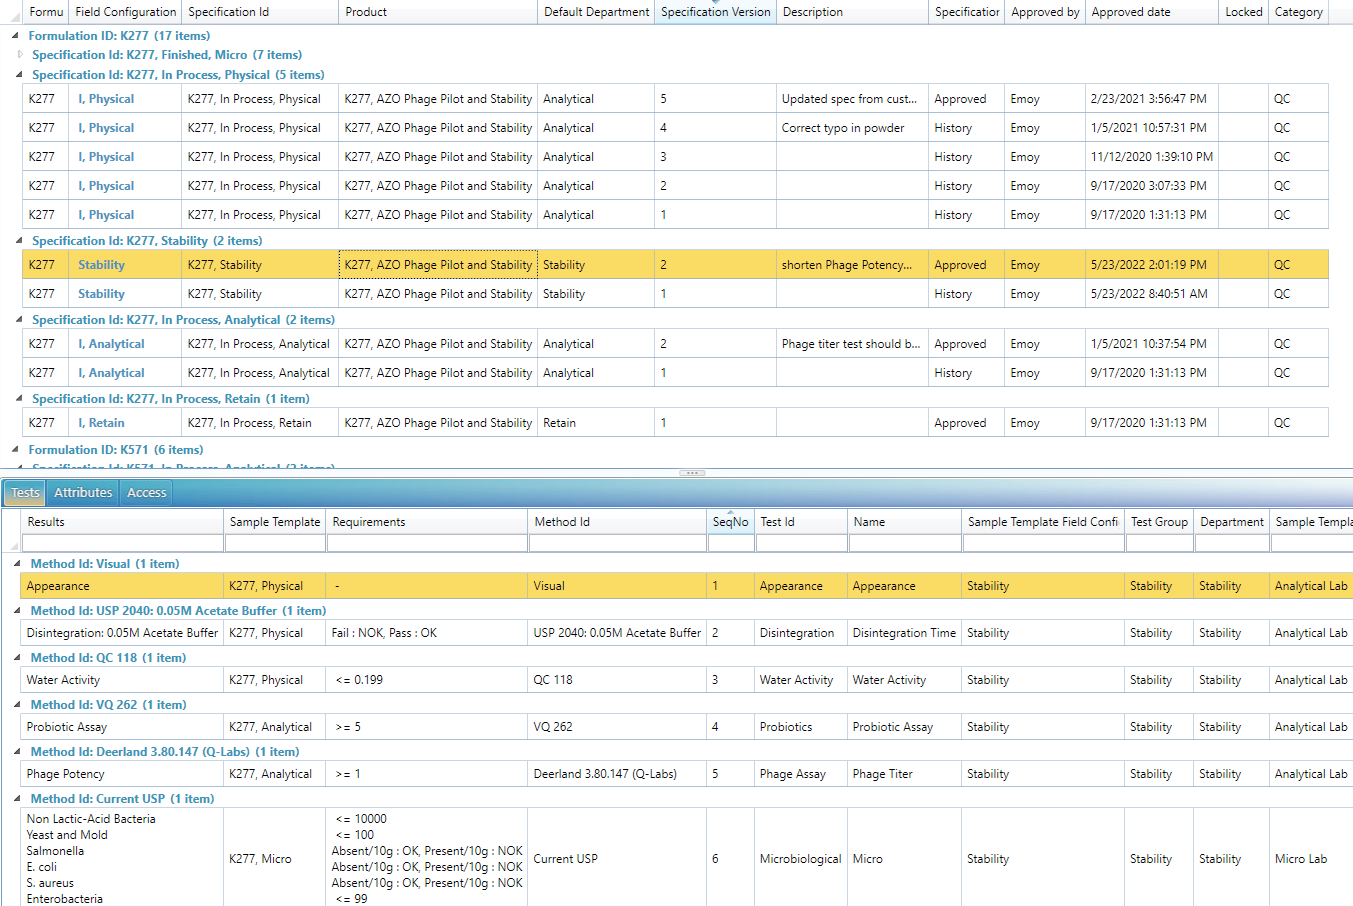 Formu Field Configuration Specification Id Product Default Department Specification Version Description Specification Approved by Approved date Locked Category
Formulation ID: K277 (17 items)
Specification Id: K277, Finished, Micro (7 items)
Specification Id: K277, In Process, Physical (5 items)
K277 I, Physical K277, In Process, Physical K277, AZO Phage Pilot and Stability Analytical 5 Updated spec from cust... Approved Emoy 2/23/2021 3:56:47 PM QC
K277 I, Physical K277, In Process, Physical K277, AZO Phage Pilot and Stability Analytical 4 Correct typo in powder History Emoy 1/5/2021 10:57:31 PM QC
K277 I, Physical K277, In Process, Physical K277, AZO Phage Pilot and Stability Analytical 3 History Emoy 11/12/2020 1:39:10 PM QC
K277 I, Physical K277, In Process, Physical K277, AZO Phage Pilot and Stability Analytical 2 History Emoy 9/17/2020 3:07:33 PM QC
K277 I, Physical K277, In Process, Physical K277, AZO Phage Pilot and Stability Analytical 1 History Emoy 9/17/2020 1:31:13 PM QC
Specification Id: K277, Stability (2 items)
K277 Stability K277, Stability K277, AZO Phage Pilot and Stability Stability 2 shorten Phage Potency... Approved Emoy 5/23/2022 2:01:19 PM QC
K277 Stability K277, Stability K277, AZO Phage Pilot and Stability Stability 1 History Emoy 5/23/2022 8:40:51 AM QC
Specification Id: K277, In Process, Analytical (2 items)
K277 I, Analytical K277, In Process, Analytical K277, AZO Phage Pilot and Stability Analytical 2 Phage titer test should b... Approved Emoy 1/5/2021 10:37:54 PM QC
K277 I, Analytical K277, In Process, Analytical K277, AZO Phage Pilot and Stability Analytical 1 History Emoy 9/17/2020 1:31:13 PM QC
Specification Id: K277, In Process, Retain (1 item)
K277 I, Retain K277, In Process, Retain K277, AZO Phage Pilot and Stability Retain 1 Approved Emoy 9/17/2020 1:31:13 PM QC
Formulation ID: K571 (6 items)
Specification Id: K571, In Process, Analytical (2 items)
Tests Attributes Access
Results Sample Template Requirements Method Id SeqNo Test Id Name Sample Template Field Confi Test Group Department Sample Templa
Method Id: Visual (1 item)
Appearance K277, Physical - Visual 1 Appearance Appearance Stability Stability Stability Analytical Lab
Method Id: USP 2040: 0.05M Acetate Buffer (1 item)
Disintegration: 0.05M Acetate Buffer K277, Physical Fail : NOK, Pass : OK USP 2040: 0.05M Acetate Buffer 2 Disintegration Disintegration Time Stability Stability Stability Analytical Lab
Method Id: QC 118 (1 item)
Water Activity K277, Physical <= 0.199 QC 118 3 Water Activity Water Activity Stability Stability Stability Analytical Lab
Method Id: VQ 262 (1 item)
Probiotic Assay K277, Analytical >= 5 VQ 262 4 Probiotics Probiotic Assay Stability Stability Stability Analytical Lab
Method Id: Deerland 3.80.147 (Q-Labs) (1 item)
Phage Potency K277, Analytical >= 1 Deerland 3.80.147 (Q-Labs) 5 Phage Assay Phage Titer Stability Stability Stability Analytical Lab
Method Id: Current USP (1 item)
Non Lactic-Acid Bacteria <= 10000
Yeast and Mold <= 100
Salmonella Absent/10g : OK, Present/10g : NOK
K277, Micro Current USP 6 Microbiological Micro Stability Stability Stability Micro Lab
E. coli Absent/10g : OK, Present/10g : NOK
S. aureus Absent/10g : OK, Present/10g : NOK
Enterobacteria <= 99